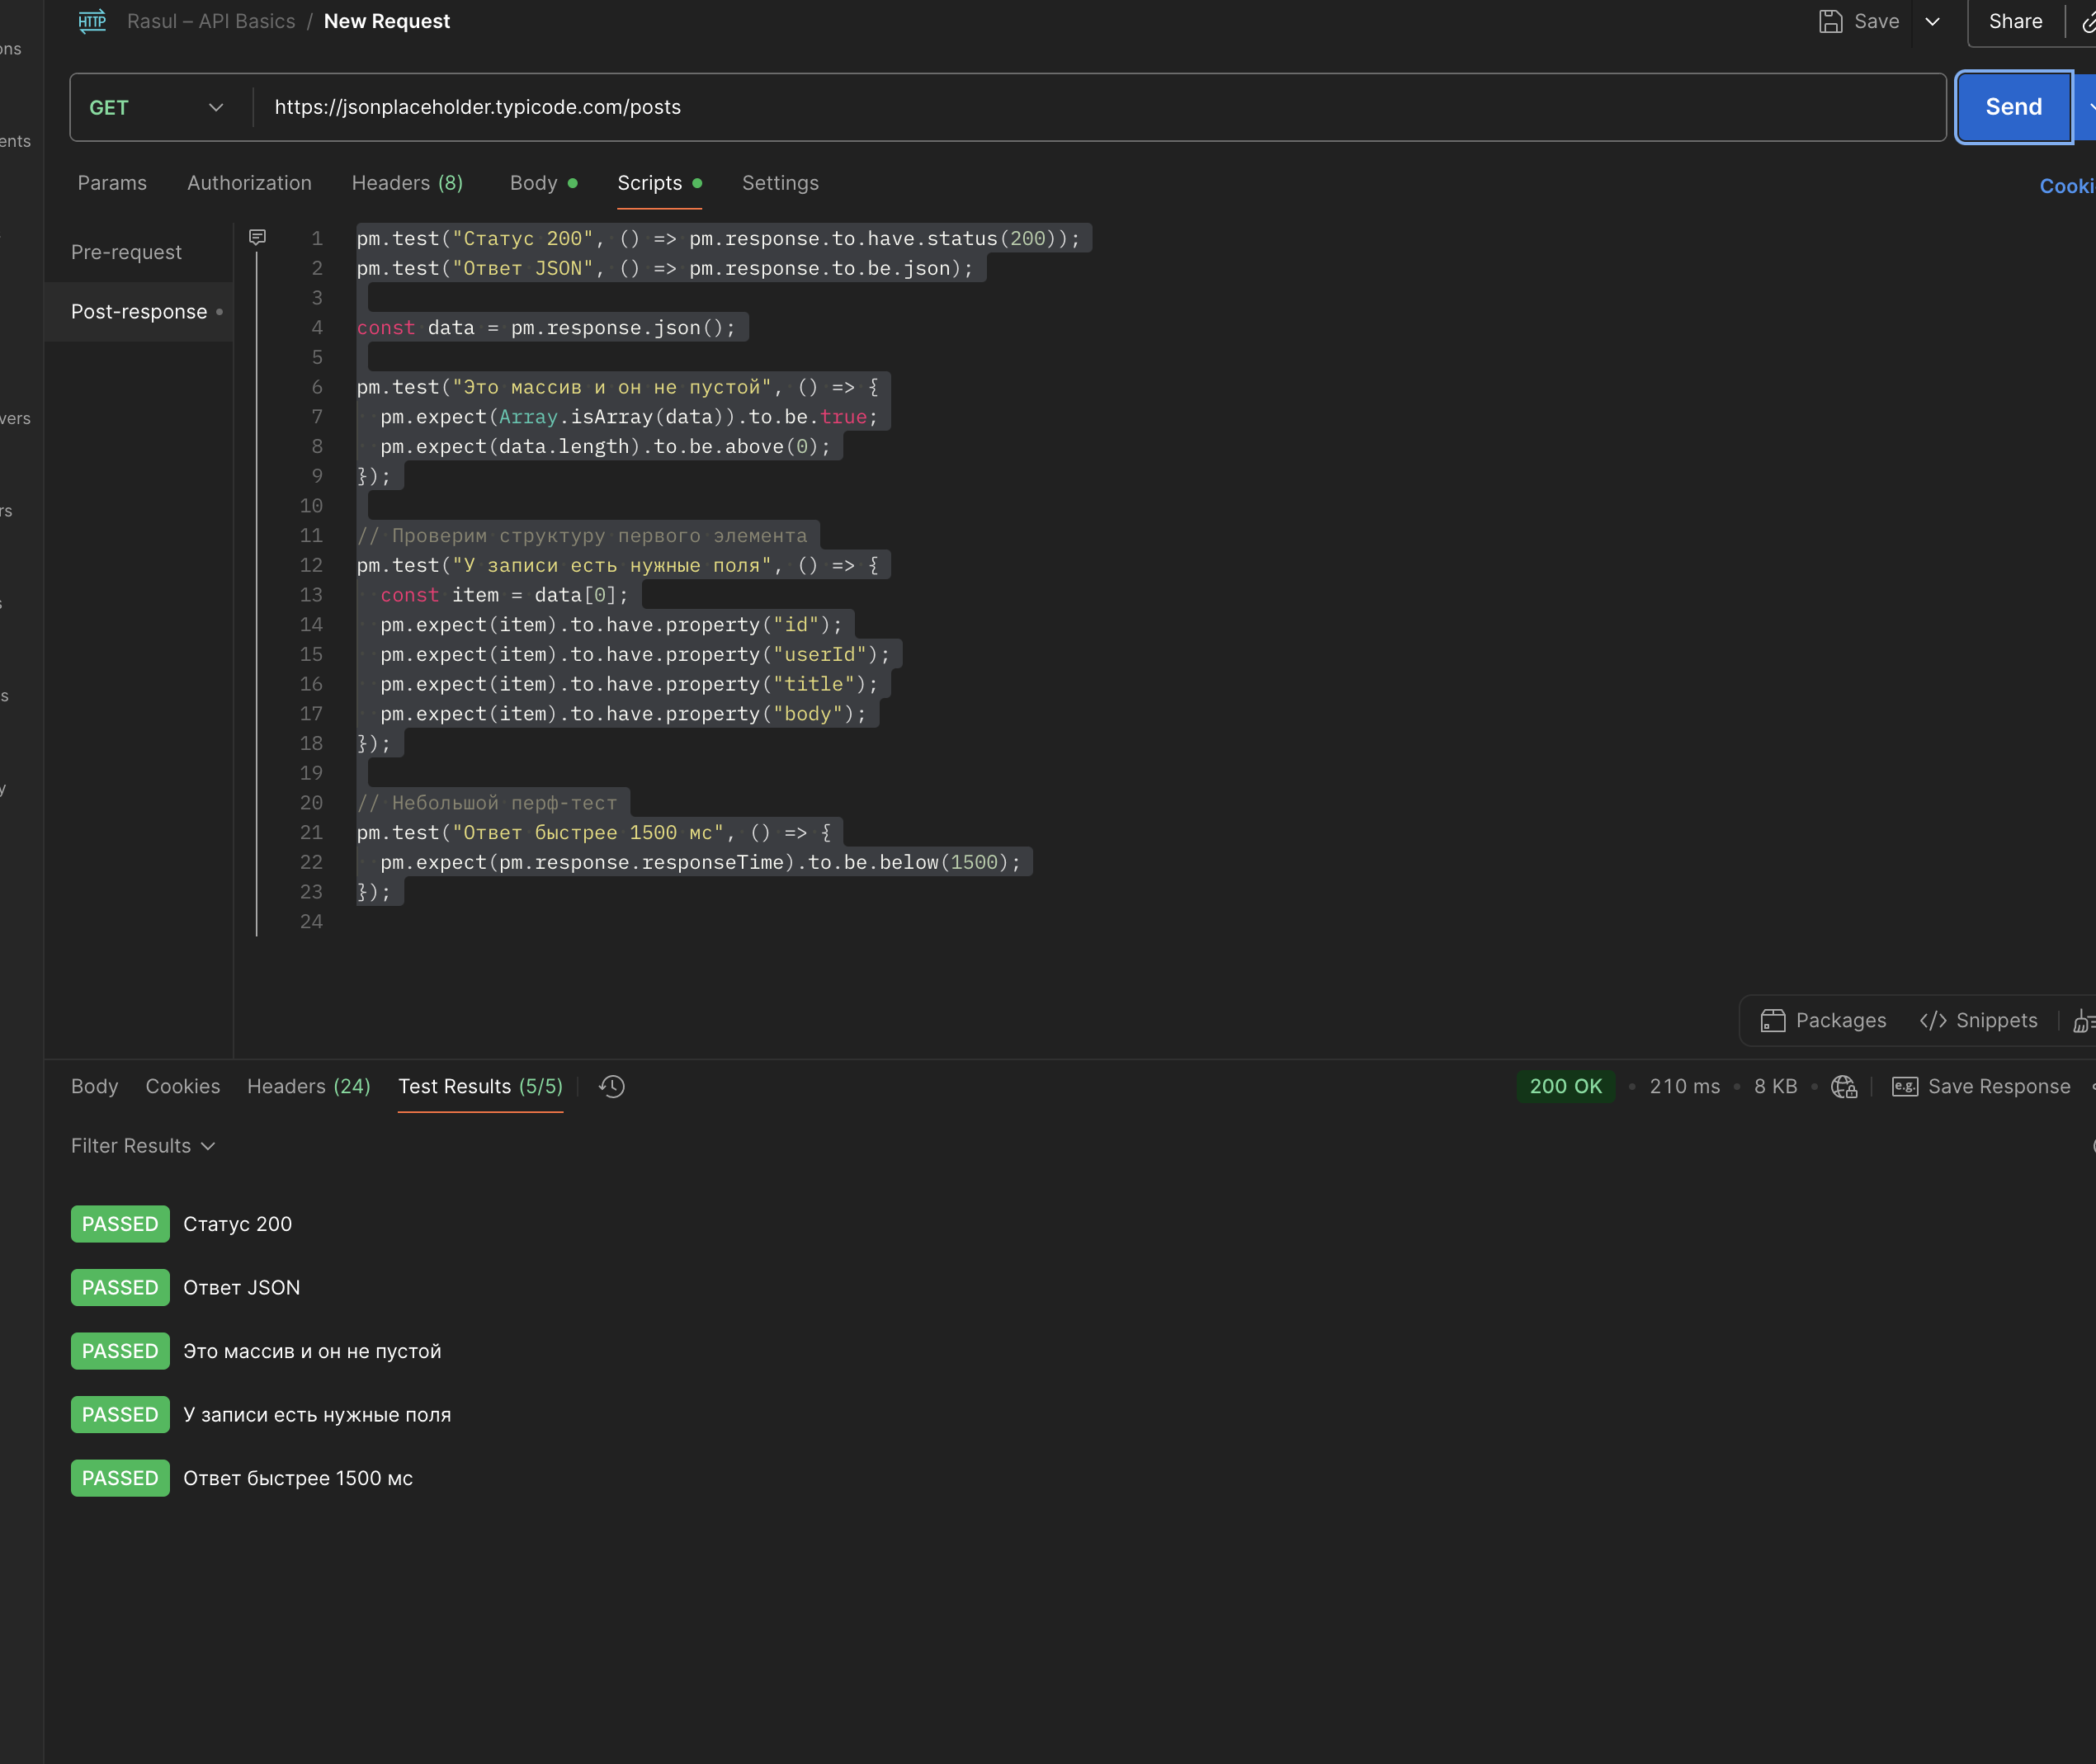 Rasul – API Basics / New Request
Save
Share
GET
https://jsonplaceholder.typicode.com/posts
Send
Params
Authorization
Headers (8)
Body
Scripts
Settings
Cooki
Pre-request
Post-response
1 pm.test("Статус 200", () => pm.response.to.have.status(200));
2 pm.test("Ответ JSON", () => pm.response.to.be.json);
3
4 const data = pm.response.json();
5
6 pm.test("Это массив и он не пустой", () => {
7 pm.expect(Array.isArray(data)).to.be.true;
8 pm.expect(data.length).to.be.above(0);
9 });
10
11 // Проверим структуру первого элемента
12 pm.test("У записи есть нужные поля", () => {
13 const item = data[0];
14 pm.expect(item).to.have.property("id");
15 pm.expect(item).to.have.property("userId");
16 pm.expect(item).to.have.property("title");
17 pm.expect(item).to.have.property("body");
18 });
19
20 // Небольшой перф-тест
21 pm.test("Ответ быстрее 1500 мс", () => {
22 pm.expect(pm.response.responseTime).to.be.below(1500);
23 });
24
Packages
</> Snippets
Body
Cookies
Headers (24)
Test Results (5/5)
200 OK • 210 ms • 8 KB •
e.g. Save Response
Filter Results
PASSED Статус 200
PASSED Ответ JSON
PASSED Это массив и он не пустой
PASSED У записи есть нужные поля
PASSED Ответ быстрее 1500 мс